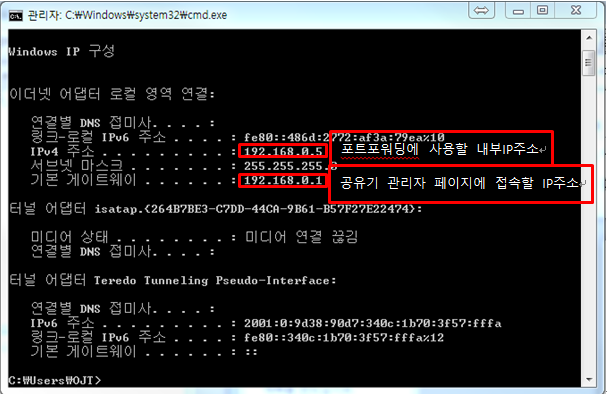 관리자: C:₩Windows₩system32₩cmd.exe
Windows IP 구성
이더넷 어댑터 로컬 영역 연결:
연결별 DNS 접미사. . . . :
링크-로컬 IPv6 주소 . . . . . : fe80::486d:2772:af3a:79ea%10
IPv4 주소 . . . . . . . . . : 192.168.0.5
포트포워딩에 사용할 내부IP주소
서브넷 마스크 . . . . . . . : 255.255.255.0
기본 게이트웨이 . . . . . . : 192.168.0.1
공유기 관리자 페이지에 접속할 IP주소
터널 어댑터 isatap.{264B7BE3-C7DD-44CA-9B61-B57F27E22474}:
미디어 상태 . . . . . . . . : 미디어 연결 끊김
연결별 DNS 접미사. . . . :
터널 어댑터 Teredo Tunneling Pseudo-Interface:
연결별 DNS 접미사. . . . :
IPv6 주소 . . . . . . . . . : 2001:0:9d38:90d7:340c:1b70:3f57:fffa
링크-로컬 IPv6 주소 . . . . . : fe80::340c:1b70:3f57:fffa%12
기본 게이트웨이 . . . . . . : ::
C:₩Users₩OJT>